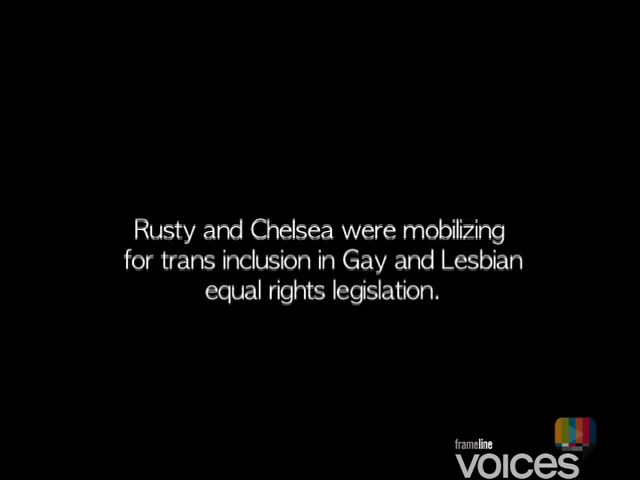 Rusty and Chelsea were mobilizing
for trans inclusion in Gay and Lesbian
equal rights legislation.
frameline
voices